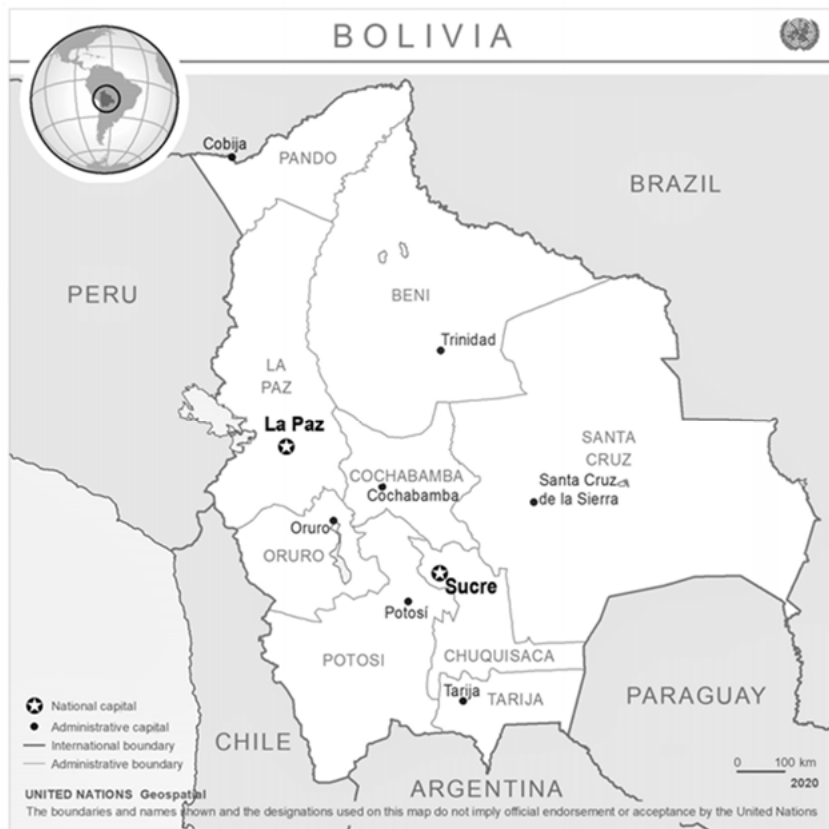 BOLIVIA
Cobija
PANDO
BRAZIL
PERU
BENI
Trinidad
LA
PAZ
La Paz
SANTA
CRUZ
COCHABAMBA
Cochabamba
Santa Cruz
de la Sierra
Oruro
ORURO
Sucre
Potosí
POTOSI
CHUQUISACA
Tarija
TARIJA
PARAGUAY
CHILE
ARGENTINA
National capital
Administrative capital
International boundary
Administrative boundary
0 100 km
2020
UNITED NATIONS Geospatial
The boundaries and names shown and the designations used on this map do not imply official endorsement or acceptance by the United Nations